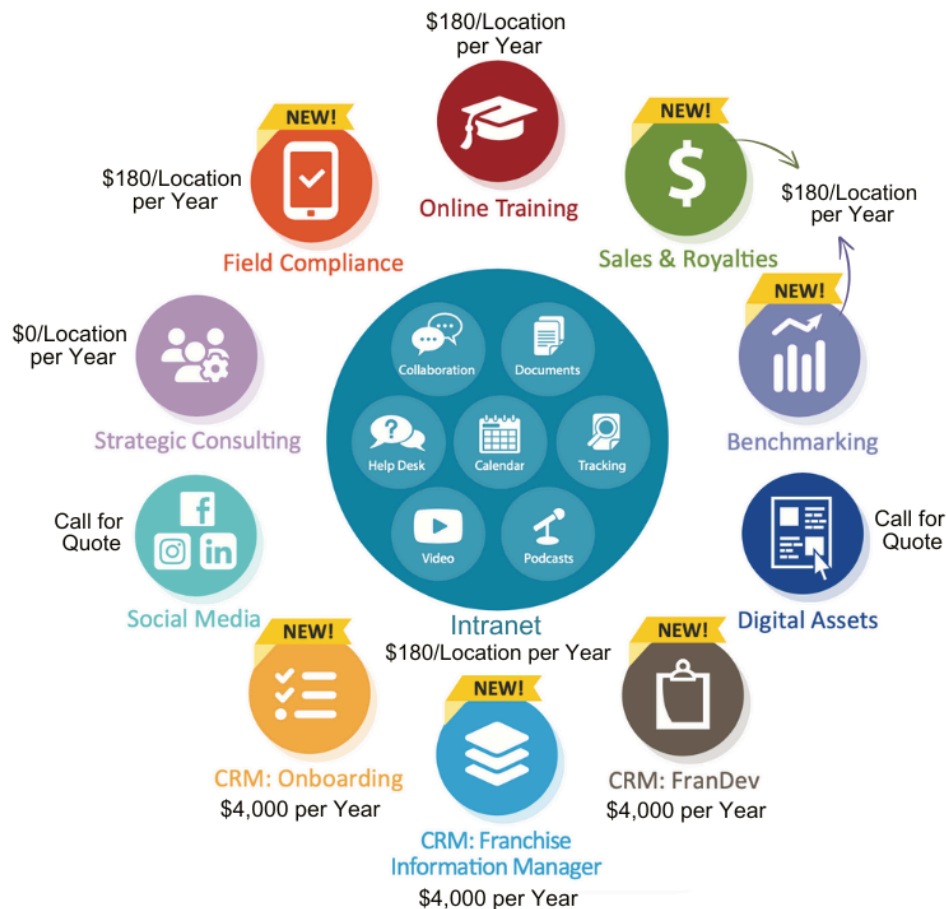 $180/Location
per Year
Online Training
NEW!
$180/Location
per Year
Field Compliance
NEW!
$
Sales & Royalties
$180/Location
per Year
$0/Location
per Year
Strategic Consulting
NEW!
Benchmarking
Collaboration
Documents
Help Desk
Calendar
Tracking
Video
Podcasts
Intranet
$180/Location per Year
Call for
Quote
f
in
Social Media
Call for
Quote
Digital Assets
NEW!
CRM: Onboarding
$4,000 per Year
NEW!
CRM: Franchise
Information Manager
$4,000 per Year
NEW!
CRM: FranDev
$4,000 per Year